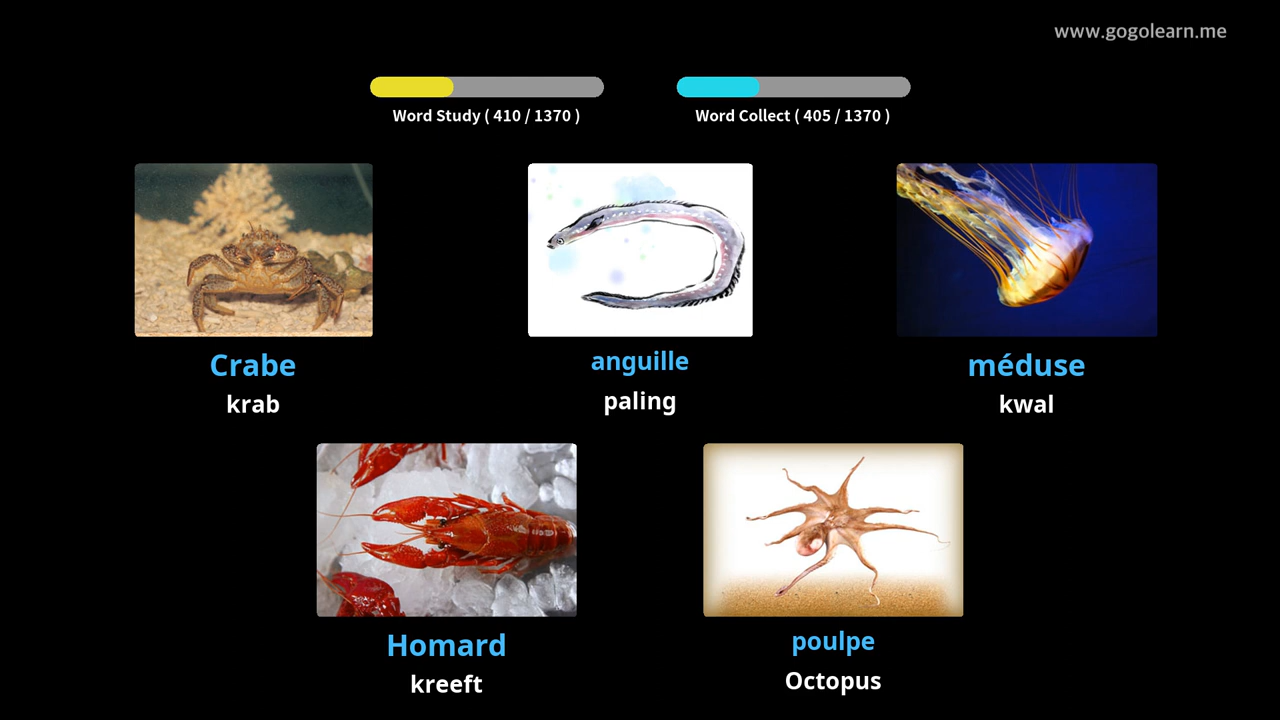 www.gogolearn.me
Word Study ( 410 / 1370 )
Word Collect ( 405 / 1370 )
Crabe
krab
anguille
paling
méduse
kwal
Homard
kreeft
poulpe
Octopus